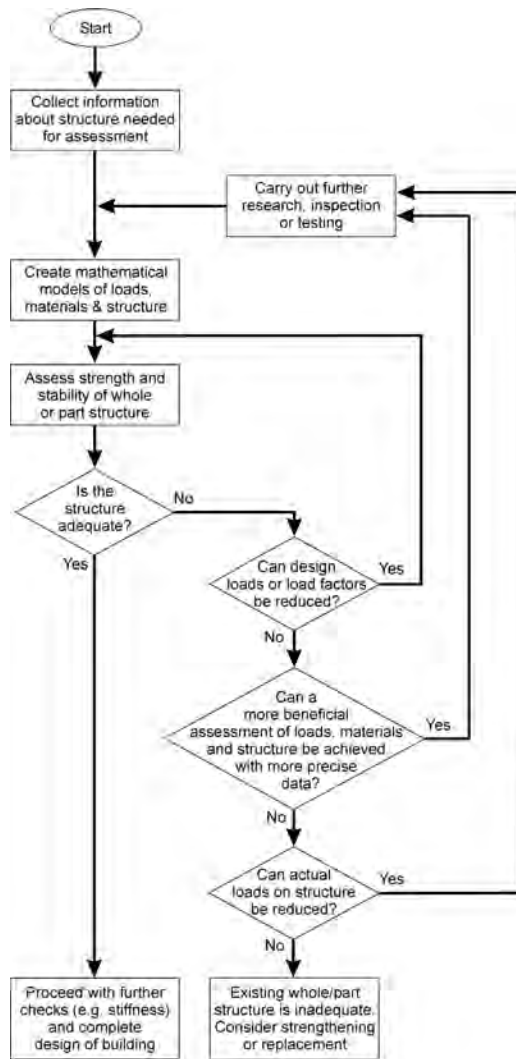 Start
Collect information
about structure needed
for assessment
Carry out further
research, inspection
or testing
Create mathematical
models of loads,
materials & structure
Assess strength and
stability of whole
or part structure
Is the
structure
adequate?
No
Yes
Can design
loads or load factors
be reduced?
Yes
No
Can a
more beneficial
assessment of loads, materials
and structure be achieved
with more precise
data?
Yes
No
Can actual
loads on structure
be reduced?
Yes
No
Proceed with further
checks (e.g. stiffness)
and complete
design of building
Existing whole/part
structure is inadequate.
Consider strengthening
or replacement